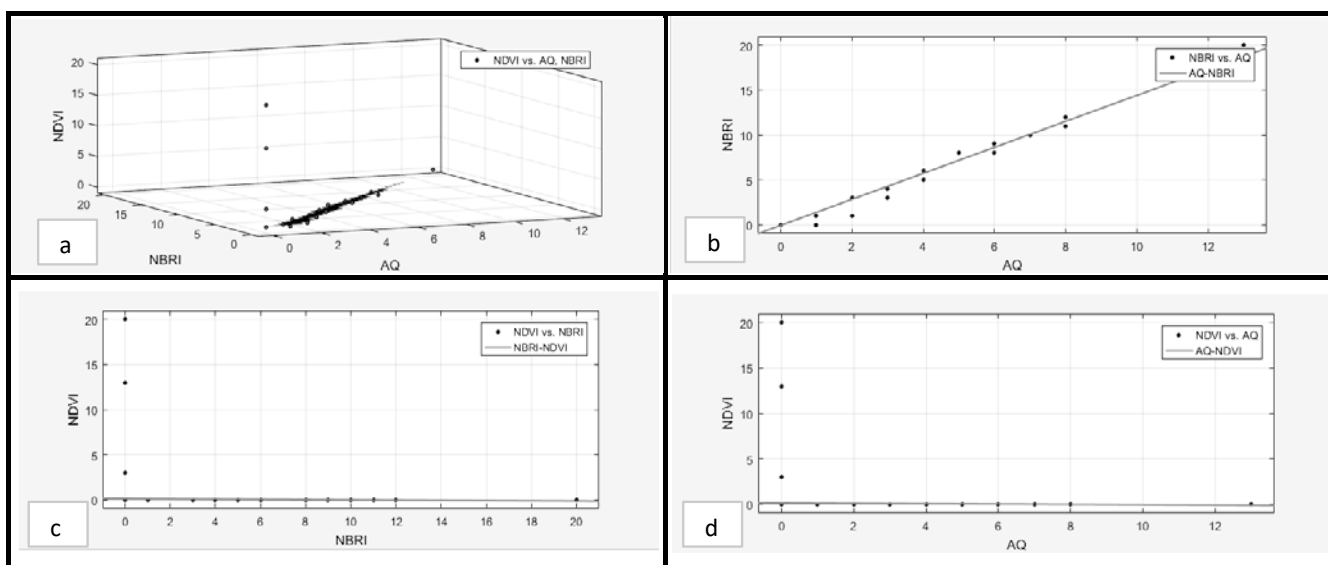 NDVI vs. AQ, NBRI
20
15
10
5
0
NDVI
20
15
10
5
0
NBRI
0
2
4
6
8
10
12
AQ
a
NBRI vs. AQ
AQ-NBRI
20
15
10
5
0
NBRI
0 2 4 6 8 10 12
AQ
b
NDVI vs. NBRI
NBRI-NDVI
20
15
10
5
0
NDVI
0 2 4 6 8 10 12 14 16 18 20
NBRI
c
NDVI vs. AQ
AQ-NDVI
20
15
10
5
0
NDVI
0 2 4 6 8 10 12
AQ
d